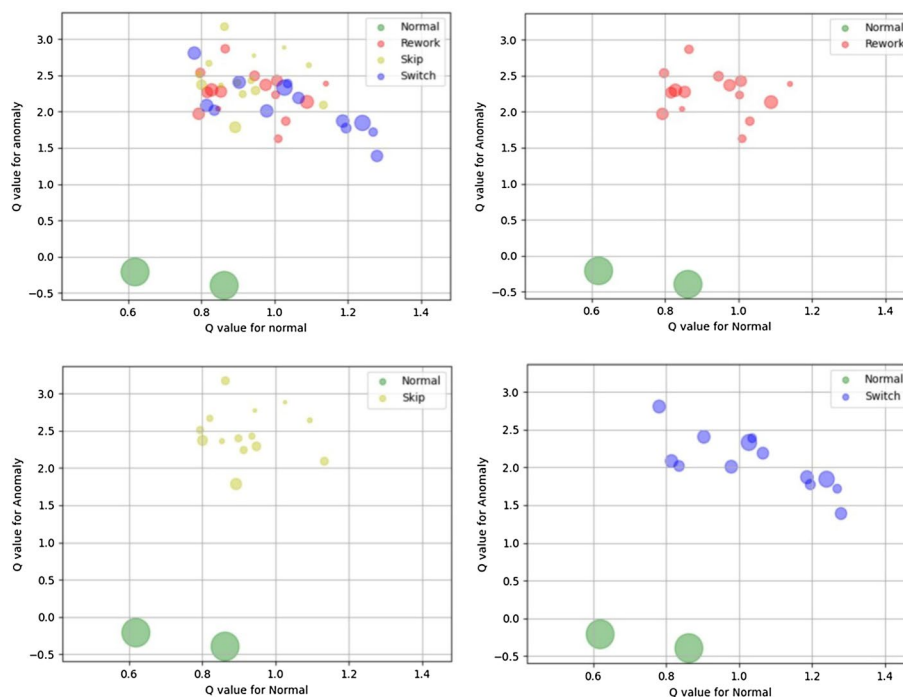 Normal
Rework
Skip
Switch
3.0
2.5
2.0
1.5
1.0
0.5
0.0
−0.5
0.6
0.8
1.0
1.2
1.4
Q value for anomaly
Q value for normal
Normal
Rework
3.0
2.5
2.0
1.5
1.0
0.5
0.0
−0.5
0.6
0.8
1.0
1.2
1.4
Q value for Anomaly
Q value for Normal
Normal
Skip
3.0
2.5
2.0
1.5
1.0
0.5
0.0
−0.5
0.6
0.8
1.0
1.2
1.4
Q value for Anomaly
Q value for Normal
Normal
Switch
3.0
2.5
2.0
1.5
1.0
0.5
0.0
−0.5
0.6
0.8
1.0
1.2
1.4
Q value for Anomaly
Q value for Normal